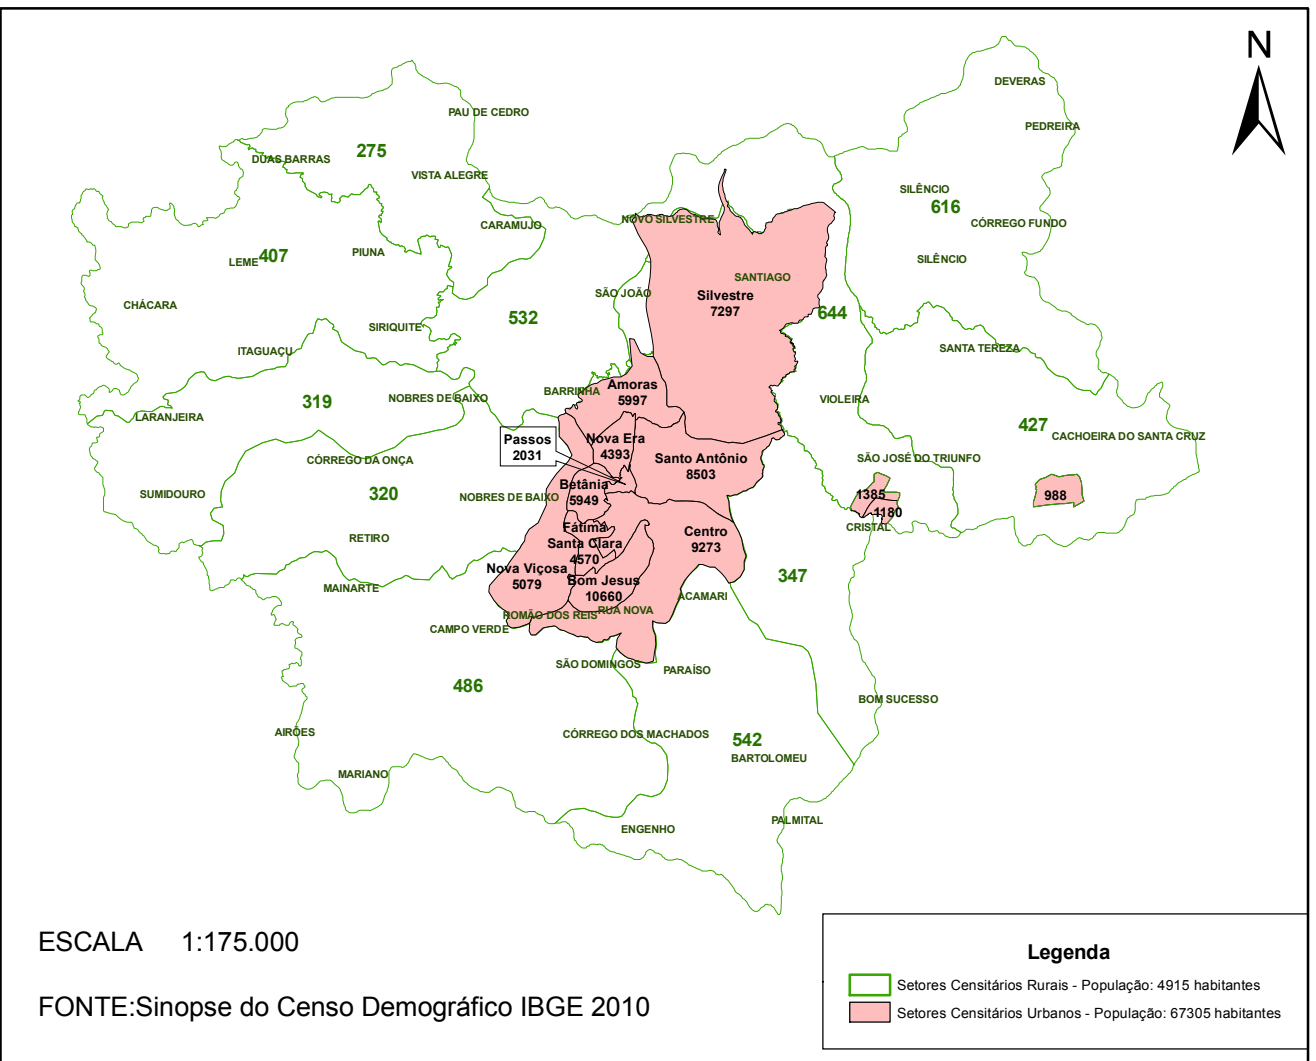 N
DEVERAS
PAU DE CEDRO
PEDREIRA
275
DUAS BARRAS
VISTA ALEGRE
SILÊNCIO
616
CÓRREGO FUNDO
NOVO SILVESTRE
CARAMUJO
LEME 407
PIUNA
SILÊNCIO
SANTIAGO
SÃO JOÃO
Silvestre
7297
CHÁCARA
532
644
SIRIQUITE
ITAGUAÇU
SANTA TEREZA
BARRINHA
Amoras
5997
319
NOBRES DE BAIXO
VIOLEIRA
LARANJEIRA
427
CACHOEIRA DO SANTA CRUZ
Passos
2031
Nova Era
4393
Santo Antônio
8503
SÃO JOSÉ DO TRIUNFO
CÓRREGO DA ONÇA
SUMIDOURO
320
NOBRES DE BAIXO
Betânia
5949
1385
988
1180
CRISTAL
RETIRO
Fátima
Santa Clara
4570
Centro
9273
Nova Viçosa
5079
Bom Jesus
10660
347
MAINARTE
ACAMARI
ROMÃO DOS REIS
RUA NOVA
CAMPO VERDE
SÃO DOMINGOS
PARAÍSO
486
BOM SUCESSO
AIRÕES
CÓRREGO DOS MACHADOS
542
BARTOLOMEU
MARIANO
ENGENHO
PALMITAL
ESCALA 1:175.000
FONTE:Sinopse do Censo Demográfico IBGE 2010
Legenda
Setores Censitários Rurais - População: 4915 habitantes
Setores Censitários Urbanos - População: 67305 habitantes